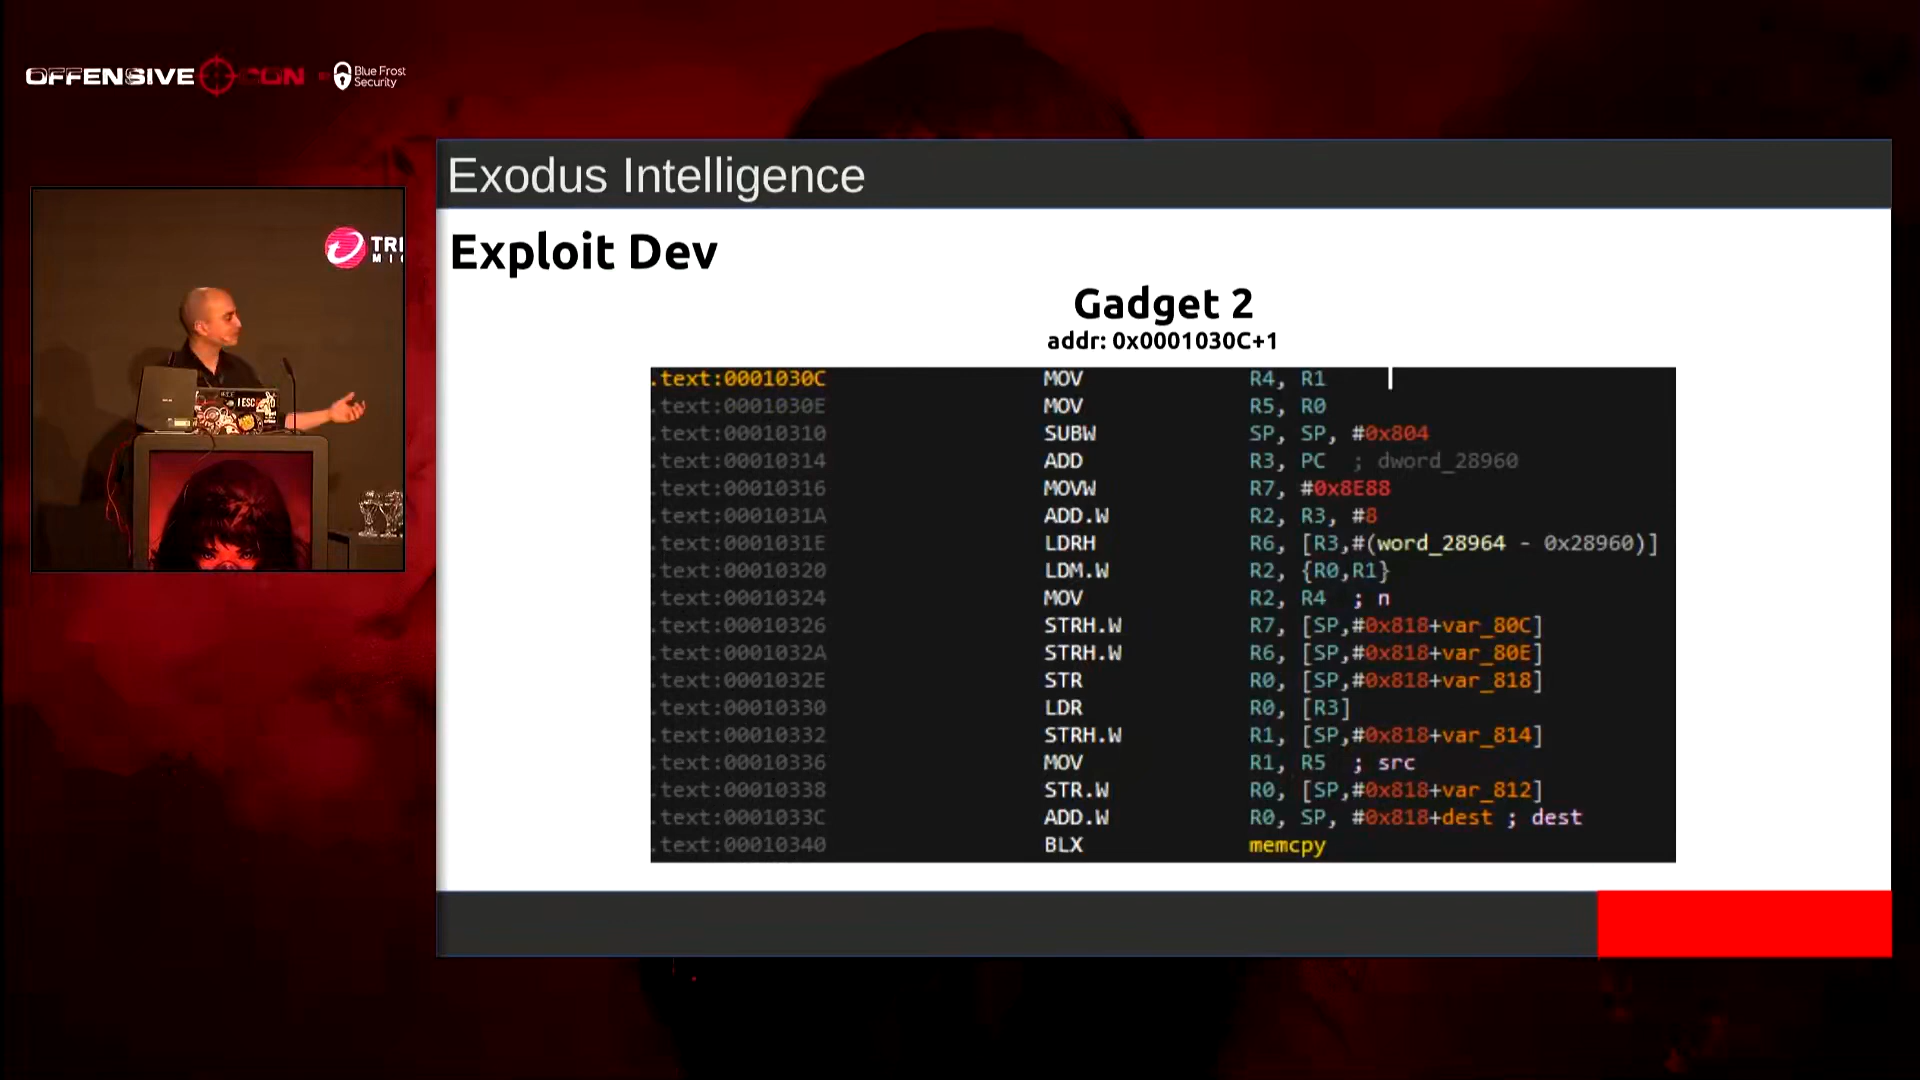 OFFENSIVE CON
Blue Frost
Security
TRE
MIC
I ESC
Exodus Intelligence
Exploit Dev
Gadget 2
addr: 0x0001030C+1
.text:0001030C MOV R4, R1
.text:0001030E MOV R5, R0
.text:00010310 SUBW SP, SP, #0x804
.text:00010314 ADD R3, PC ; dword_28960
.text:00010316 MOVW R7, #0x8E88
.text:0001031A ADD.W R2, R3, #8
.text:0001031E LDRH R6, [R3,#(word_28964 - 0x28960)]
.text:00010320 LDM.W R2, {R0,R1}
.text:00010324 MOV R2, R4 ; n
.text:00010326 STRH.W R7, [SP,#0x818+var_80C]
.text:0001032A STRH.W R6, [SP,#0x818+var_80E]
.text:0001032E STR R0, [SP,#0x818+var_818]
.text:00010330 LDR R0, [R3]
.text:00010332 STRH.W R1, [SP,#0x818+var_814]
.text:00010336 MOV R1, R5 ; src
.text:00010338 STR.W R0, [SP,#0x818+var_812]
.text:0001033C ADD.W R0, SP, #0x818+dest ; dest
.text:00010340 BLX memcpy